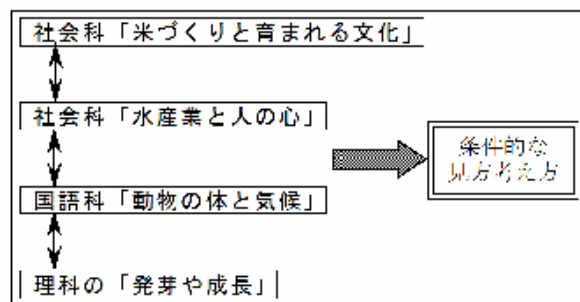 社会科「米づくりと育まれる文化」
社会科「水産業と人の心」
条件的な
見方考え方
国語科「動物の体と気候」
理科の「発芽や成長」